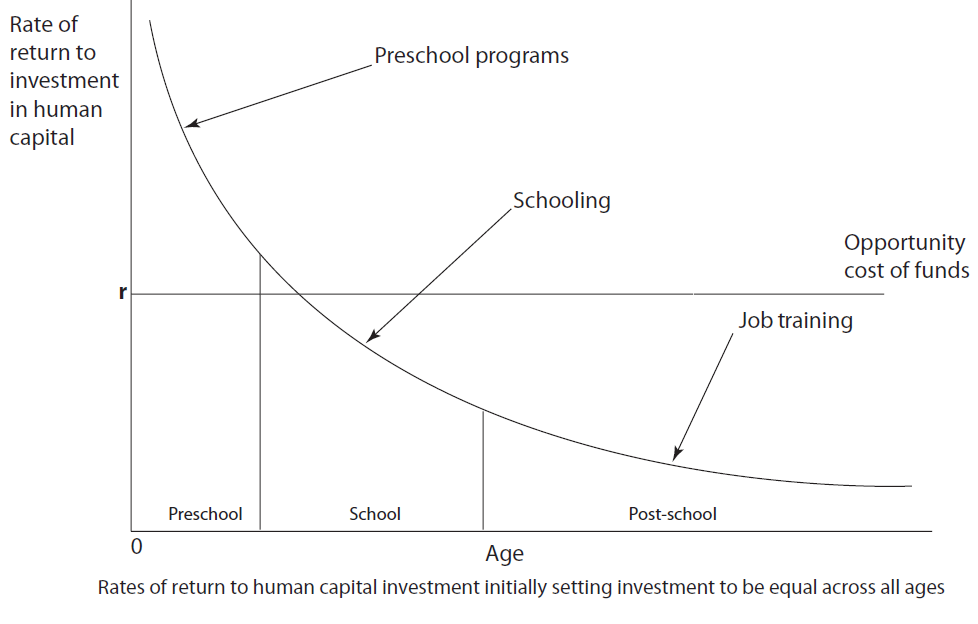 Rate of
return to
investment
in human
capital
Preschool programs
Schooling
Opportunity
cost of funds
r
Job training
Preschool
School
Post-school
0
Age
Rates of return to human capital investment initially setting investment to be equal across all ages